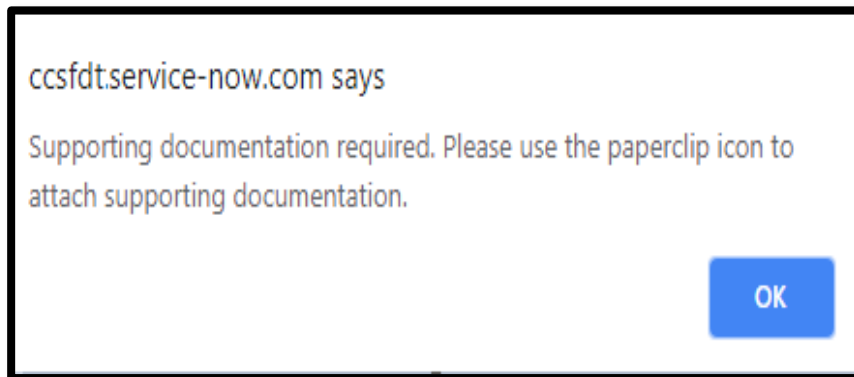 ccsfdt.service-now.com says
Supporting documentation required. Please use the paperclip icon to
attach supporting documentation.
OK